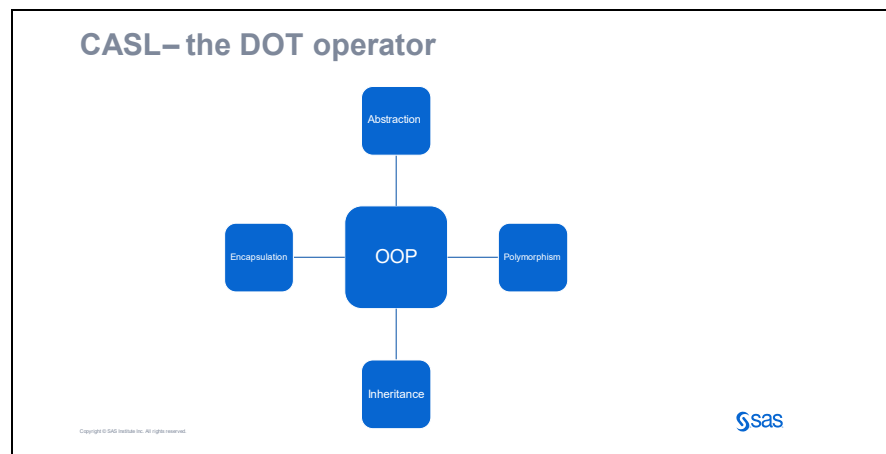 CASL– the DOT operator
Abstraction
Encapsulation
OOP
Polymorphism
Inheritance
Copyright © SAS Institute Inc. All rights reserved.
sas